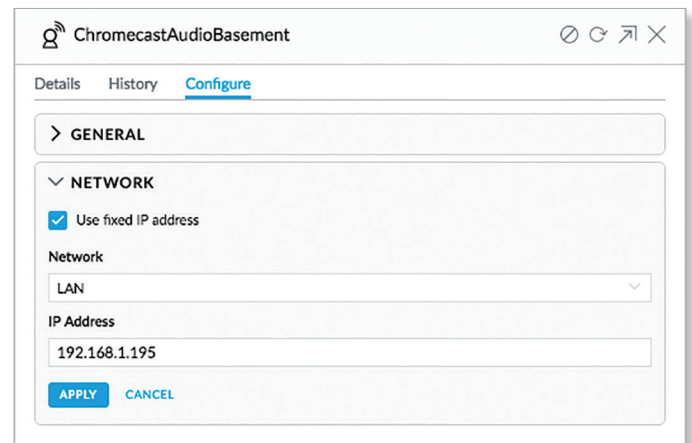 ChromecastAudioBasement
Details History Configure
GENERAL
NETWORK
Use fixed IP address
Network
LAN
IP Address
192.168.1.195
APPLY CANCEL